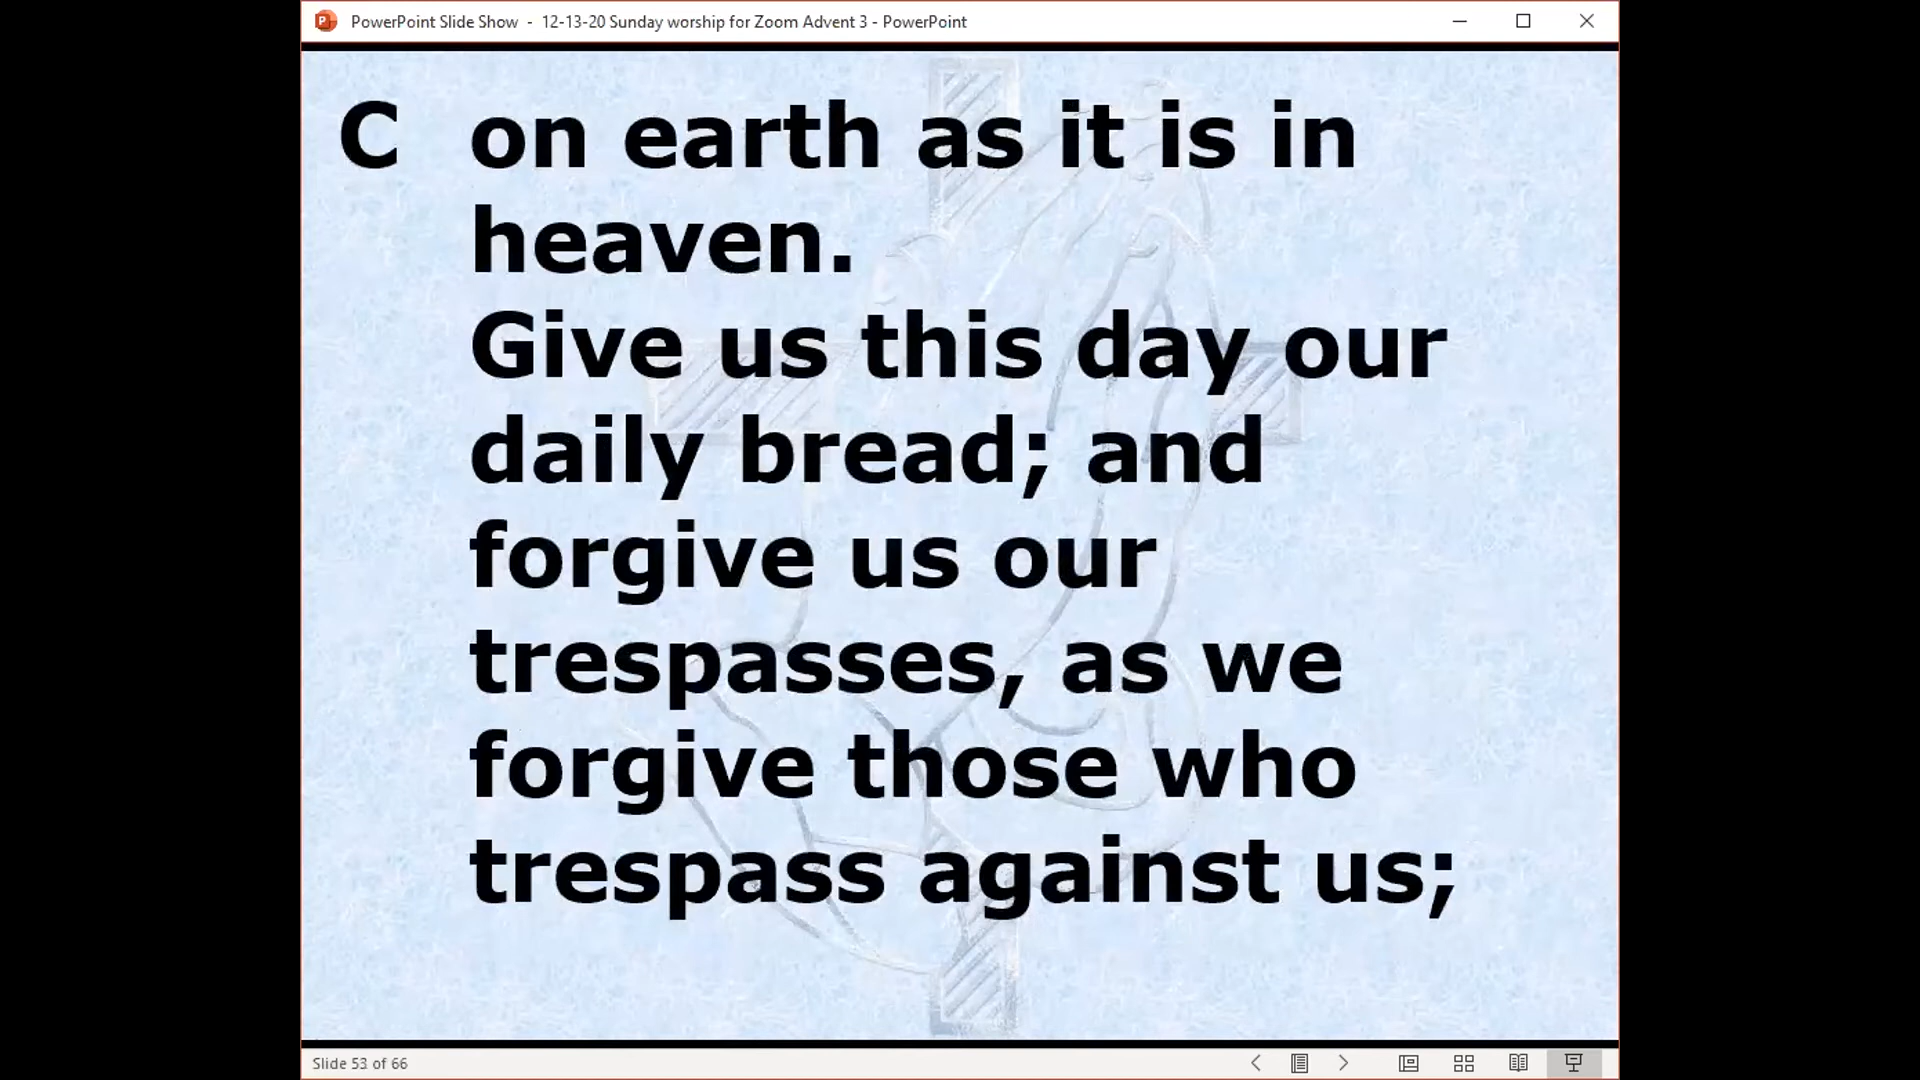 PowerPoint Slide Show - 12-13-20 Sunday worship for Zoom Advent 3 - PowerPoint
C on earth as it is in
heaven.
Give us this day our
daily bread; and
forgive us our
trespasses, as we
forgive those who
trespass against us;
Slide 53 of 66